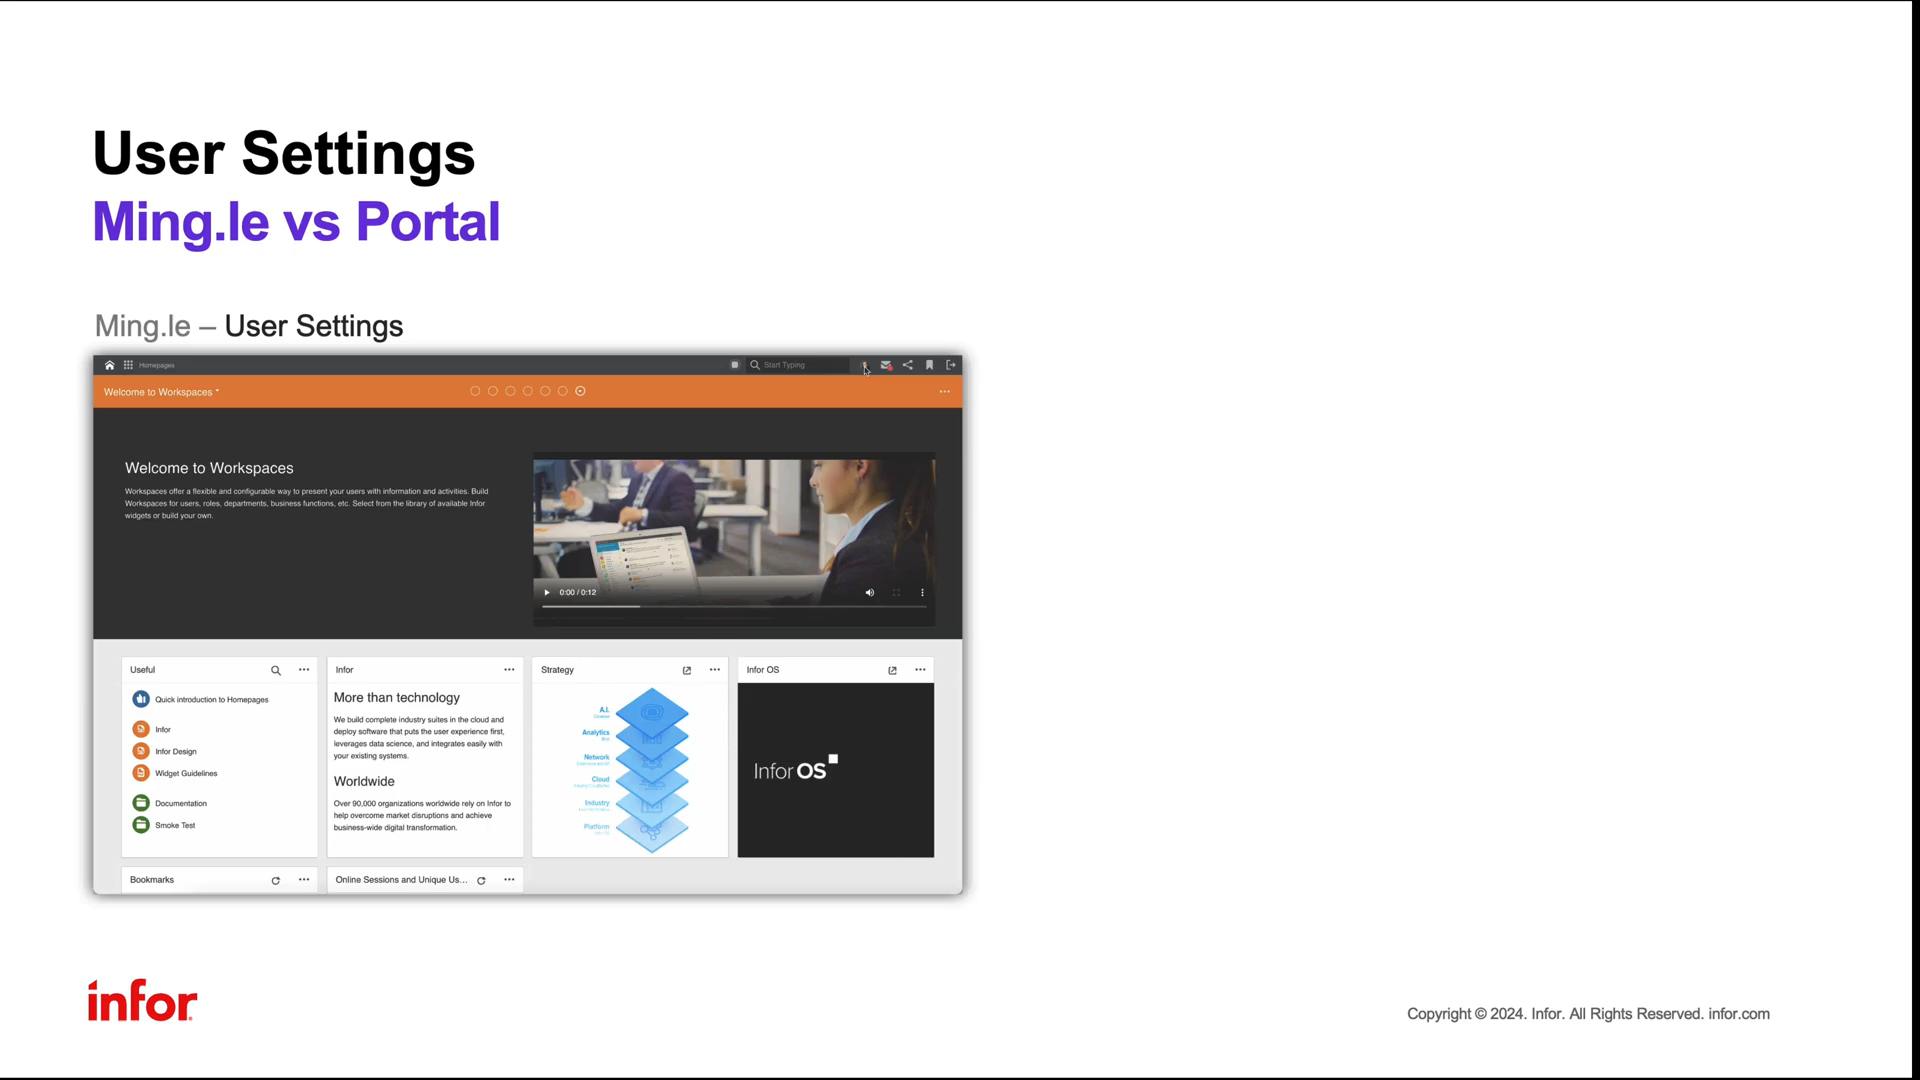 User Settings
Ming.le vs Portal
Ming.le – User Settings
Homepages
Start Typing
Welcome to Workspaces
Welcome to Workspaces
Workspaces offer a flexible and configurable way to present your users with information and activities. Build
Workspaces for users, roles, departments, business functions, etc. Select from the library of available Infor
widgets or build your own.
0:00 / 0:12
Useful
Quick introduction to Homepages
Infor
Infor Design
Widget Guidelines
Documentation
Smoke Test
Infor
More than technology
We build complete industry suites in the cloud and
deploy software that puts the user experience first,
leverages data science, and integrates easily with
your existing systems.
Worldwide
Over 90,000 organizations worldwide rely on Infor to
help overcome market disruptions and achieve
business-wide digital transformation.
Strategy
A.I.
Analytics
Network
Cloud
Industry
Platform
Infor OS
Infor OS
Bookmarks
Online Sessions and Unique Us...
infor
Copyright © 2024. Infor. All Rights Reserved. infor.com